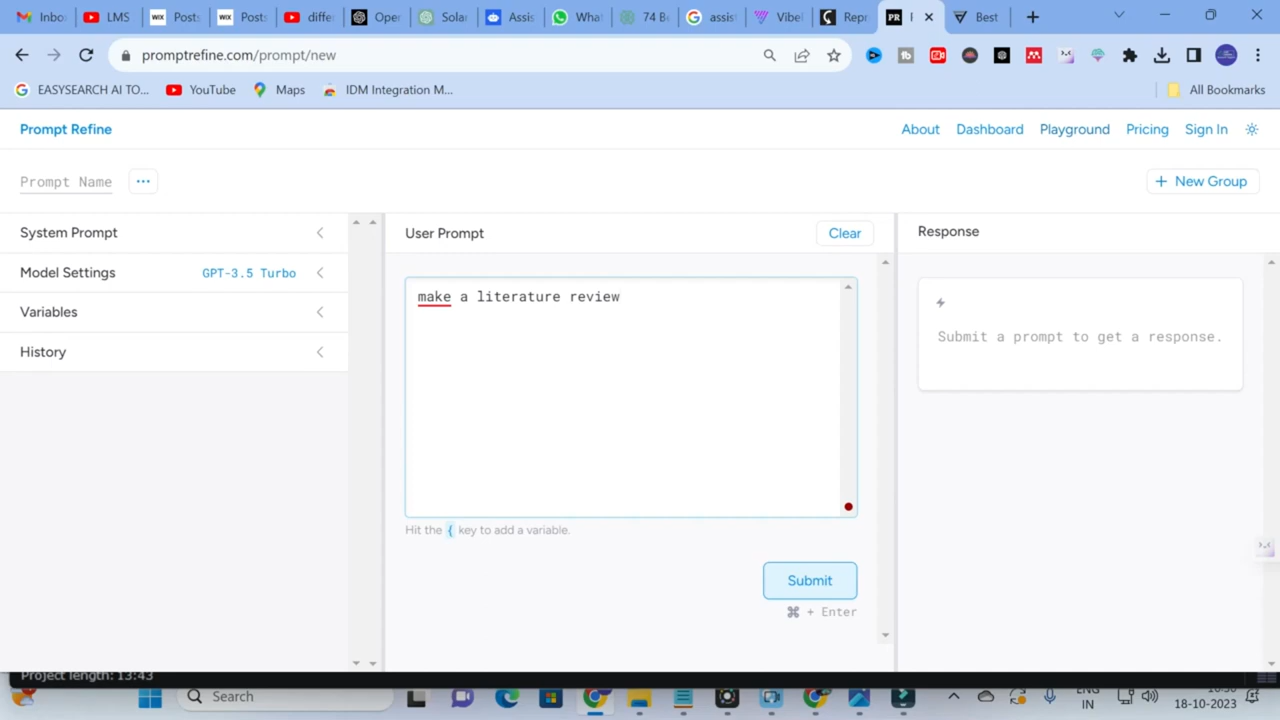 Inbo
LMS
Posts
Posts
differ
Oper
Solar
Assis
What
74 Be
assist
Vibel
Repr
Best
promptrefine.com/prompt/new
EASYSEARCH AI TO...
YouTube
Maps
IDM Integration M...
All Bookmarks
Prompt Refine
About
Dashboard
Playground
Pricing
Sign In
Prompt Name
New Group
System Prompt
Model Settings
GPT-3.5 Turbo
Variables
History
User Prompt
Clear
make a literature review
Hit the { key to add a variable.
Submit
⌘ + Enter
Response
Submit a prompt to get a response.
Project length: 13:43
Search
ENG
IN
18-10-2023